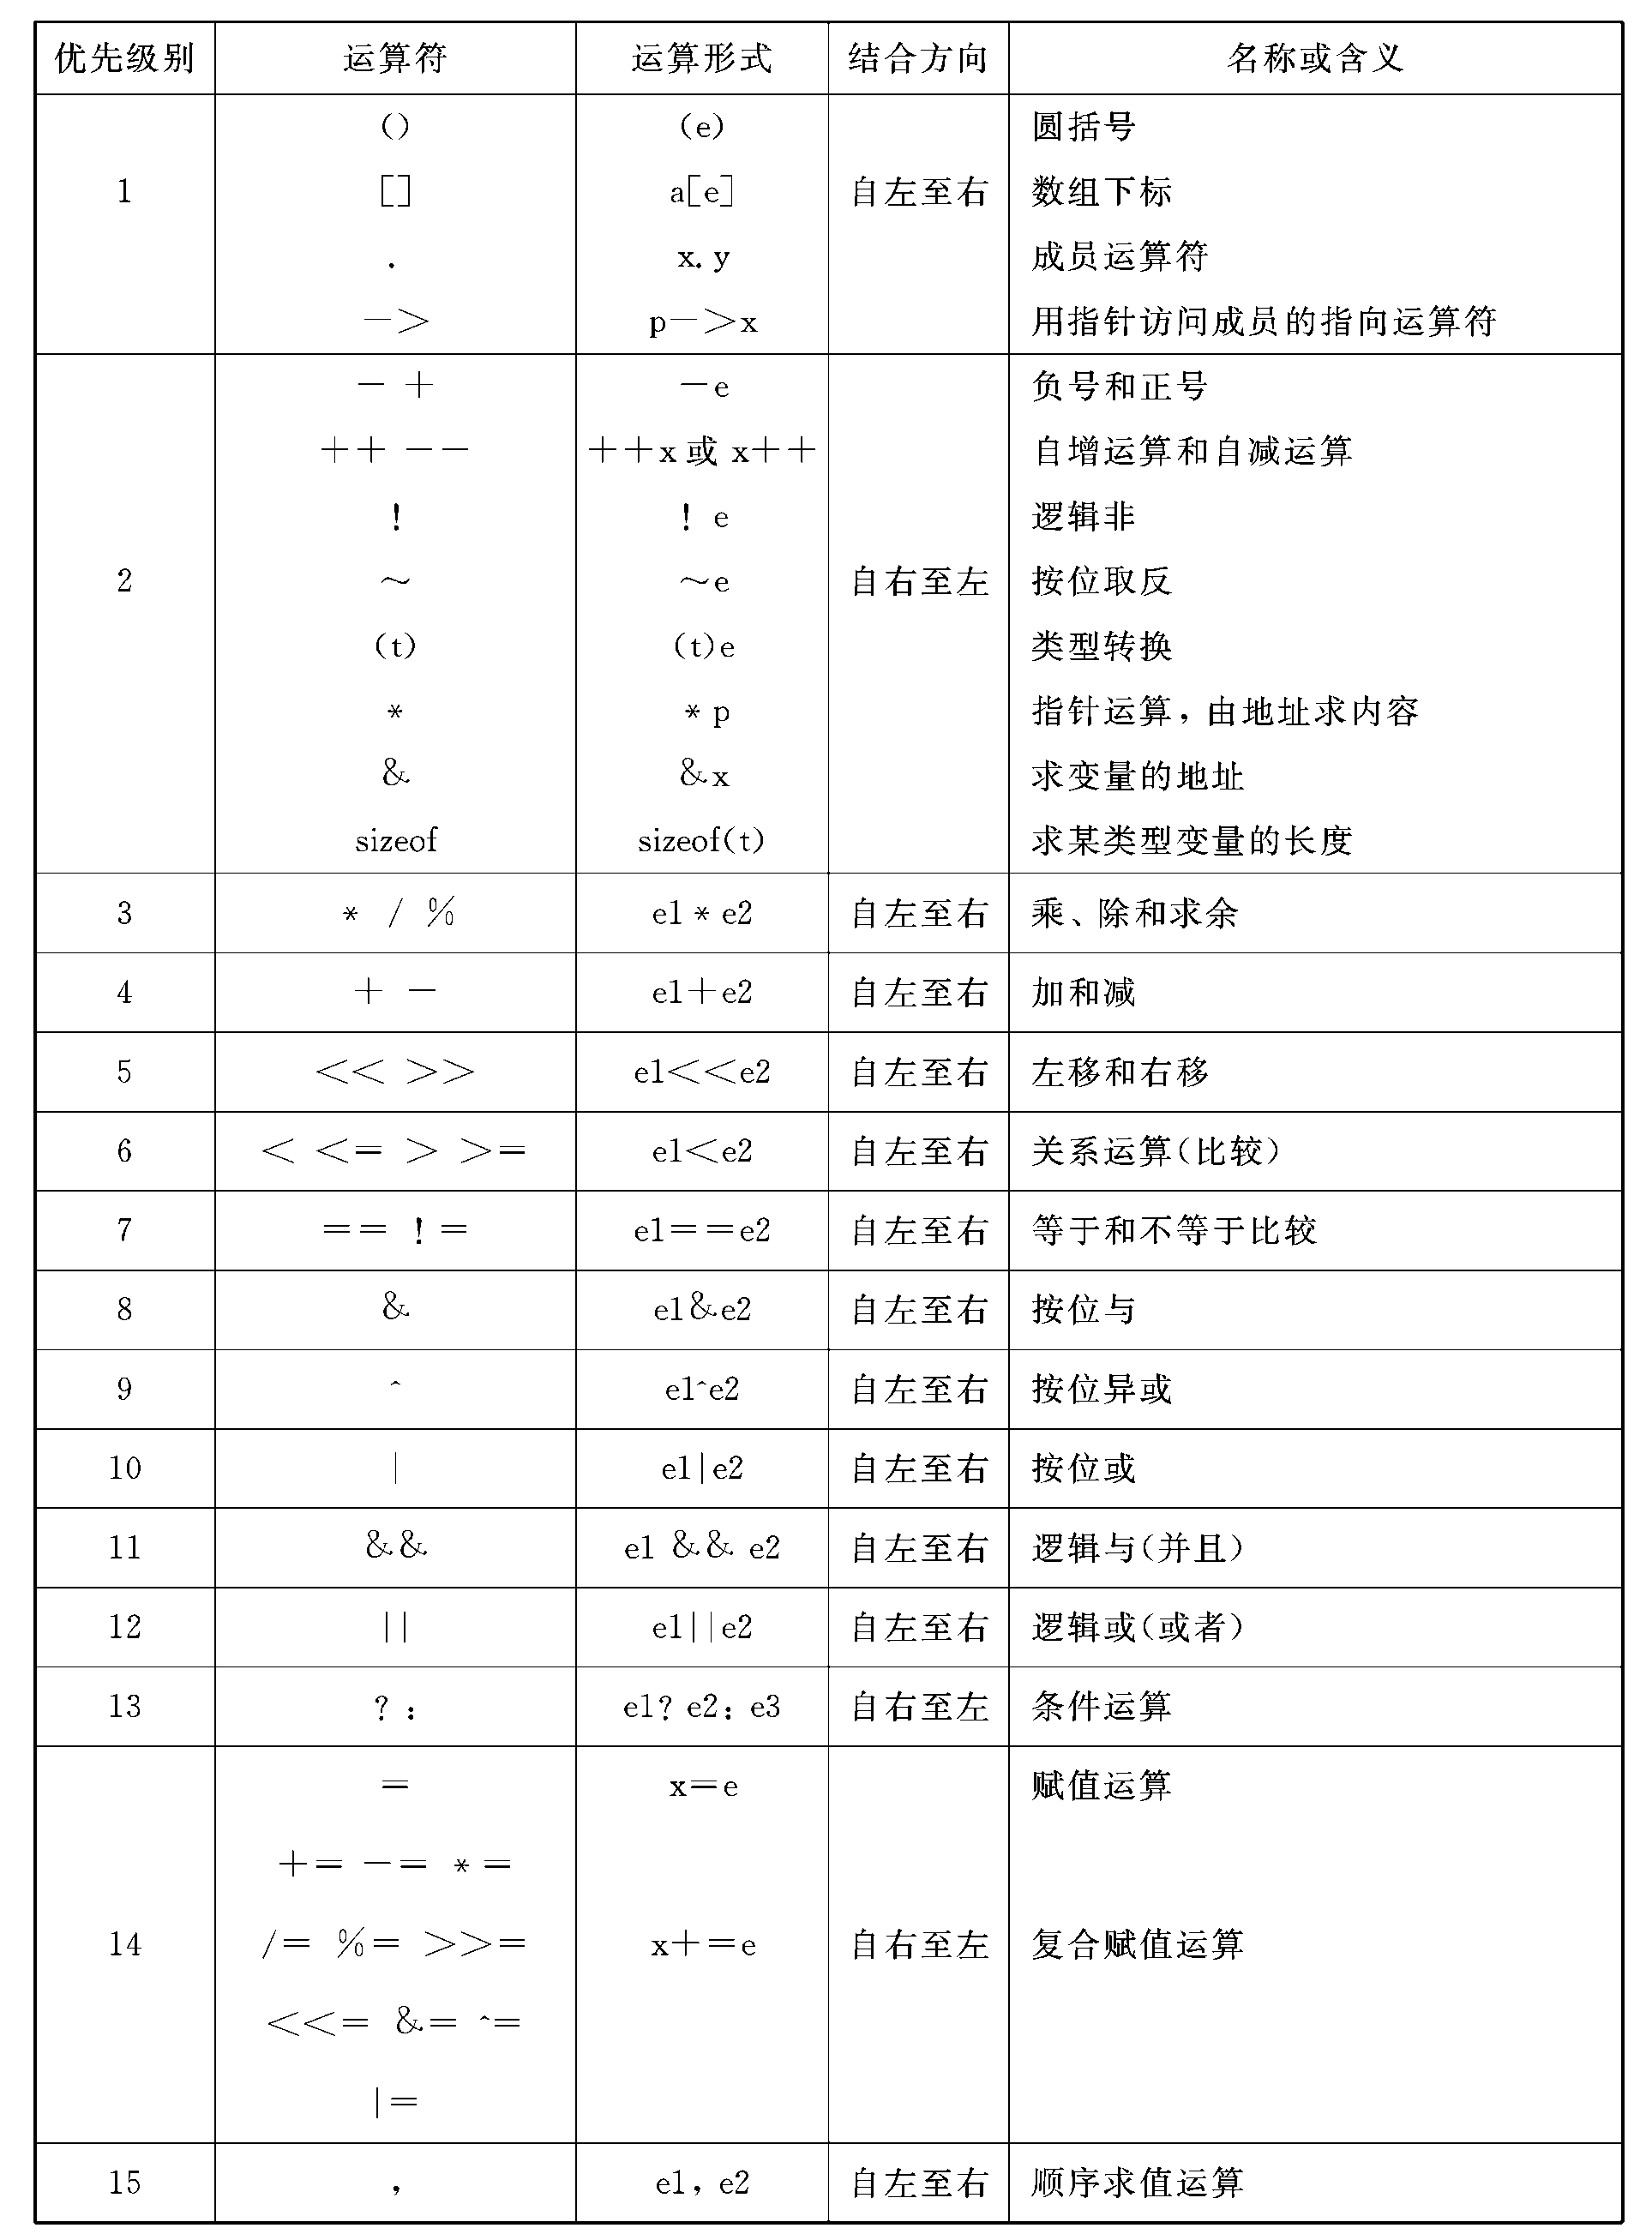 优先级别 运算符 运算形式 结合方向 名称或含义
() (e) 圆括号
1 [] a[e] 自左至右 数组下标
. x.y 成员运算符
—> p—>x 用指针访问成员的指向运算符
- + -e 负号和正号
++ -- ++x或x++ 自增运算和自减运算
! ! e 逻辑非
2 ~ ~e 自右至左 按位取反
(t) (t)e 类型转换
* *p 指针运算，由地址求内容
& &x 求变量的地址
sizeof sizeof(t) 求某类型变量的长度
3 * / % e1*e2 自左至右 乘、除和求余
4 + - e1+e2 自左至右 加和减
5 << >> e1<<e2 自左至右 左移和右移
6 < <= > >= e1<e2 自左至右 关系运算(比较)
7 == != e1==e2 自左至右 等于和不等于比较
8 & e1&e2 自左至右 按位与
9 ^ e1^e2 自左至右 按位异或
10 | e1|e2 自左至右 按位或
11 && e1 && e2 自左至右 逻辑与(并且)
12 || e1||e2 自左至右 逻辑或(或者)
13 ?: e1? e2: e3 自右至左 条件运算
= x=e 赋值运算
+= -= *=
14 /= %= >>= x+=e 自右至左 复合赋值运算
<<= &= ^=
|=
15 , e1, e2 自左至右 顺序求值运算